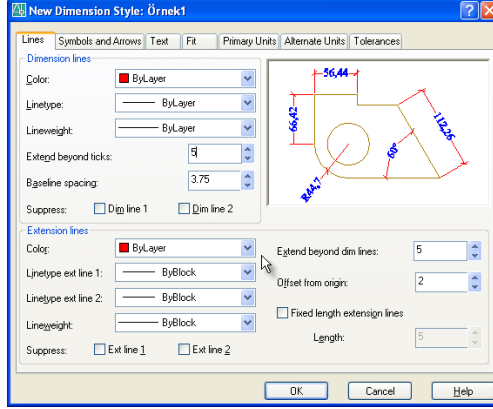 New Dimension Style: Örnek1
Lines Symbols and Arrows Text Fit Primary Units Alternate Units Tolerances
Dimension lines
Color: ByLayer
Linetype: ByLayer
Lineweight: ByLayer
Extend beyond ticks: 5
Baseline spacing: 3.75
Suppress: Dim line 1 Dim line 2
56,44
66,42
112,26
60°
R44,7
Extension lines
Color: ByLayer
Linetype ext line 1: ByBlock
Linetype ext line 2: ByBlock
Lineweight: ByBlock
Suppress: Ext line 1 Ext line 2
Extend beyond dim lines: 5
Offset from origin: 2
Fixed length extension lines
Length: 5
OK Cancel Help